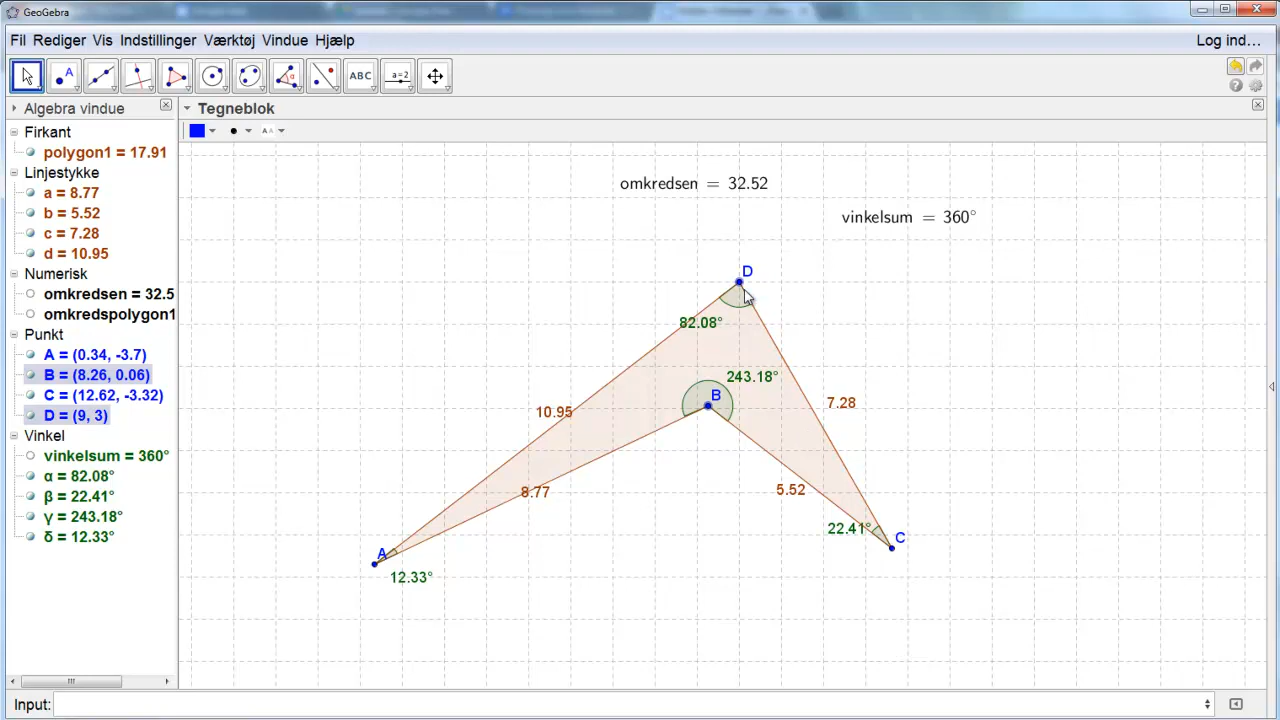 GeoGebra
Fil Rediger Vis Indstillinger Værktøj Vindue Hjælp
Log ind...
A
α
ABC
a=2
Algebra vindue
Tegneblok
AA
Firkant
polygon1 = 17.91
Linjestykke
a = 8.77
b = 5.52
c = 7.28
d = 10.95
Numerisk
omkredsen = 32.5
omkredspolygon1
Punkt
A = (0.34, -3.7)
B = (8.26, 0.06)
C = (12.62, -3.32)
D = (9, 3)
Vinkel
vinkelsum = 360°
α = 82.08°
β = 22.41°
γ = 243.18°
δ = 12.33°
omkredsen = 32.52
vinkelsum = 360°
D
82.08°
243.18°
B
10.95
7.28
8.77
5.52
22.41°
C
A
12.33°
Input: